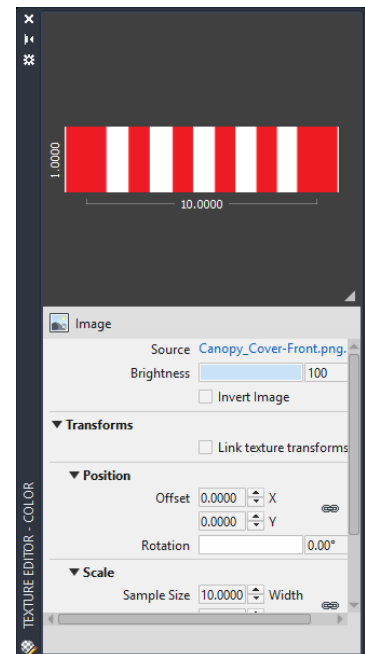 1.0000
10.0000
Image
Source Canopy_Cover-Front.png.
Brightness 100
Invert Image
Transforms
Link texture transforms
Position
Offset 0.0000 X
0.0000 Y
Rotation 0.00°
Scale
Sample Size 10.0000 Width
TEXTURE EDITOR - COLOR